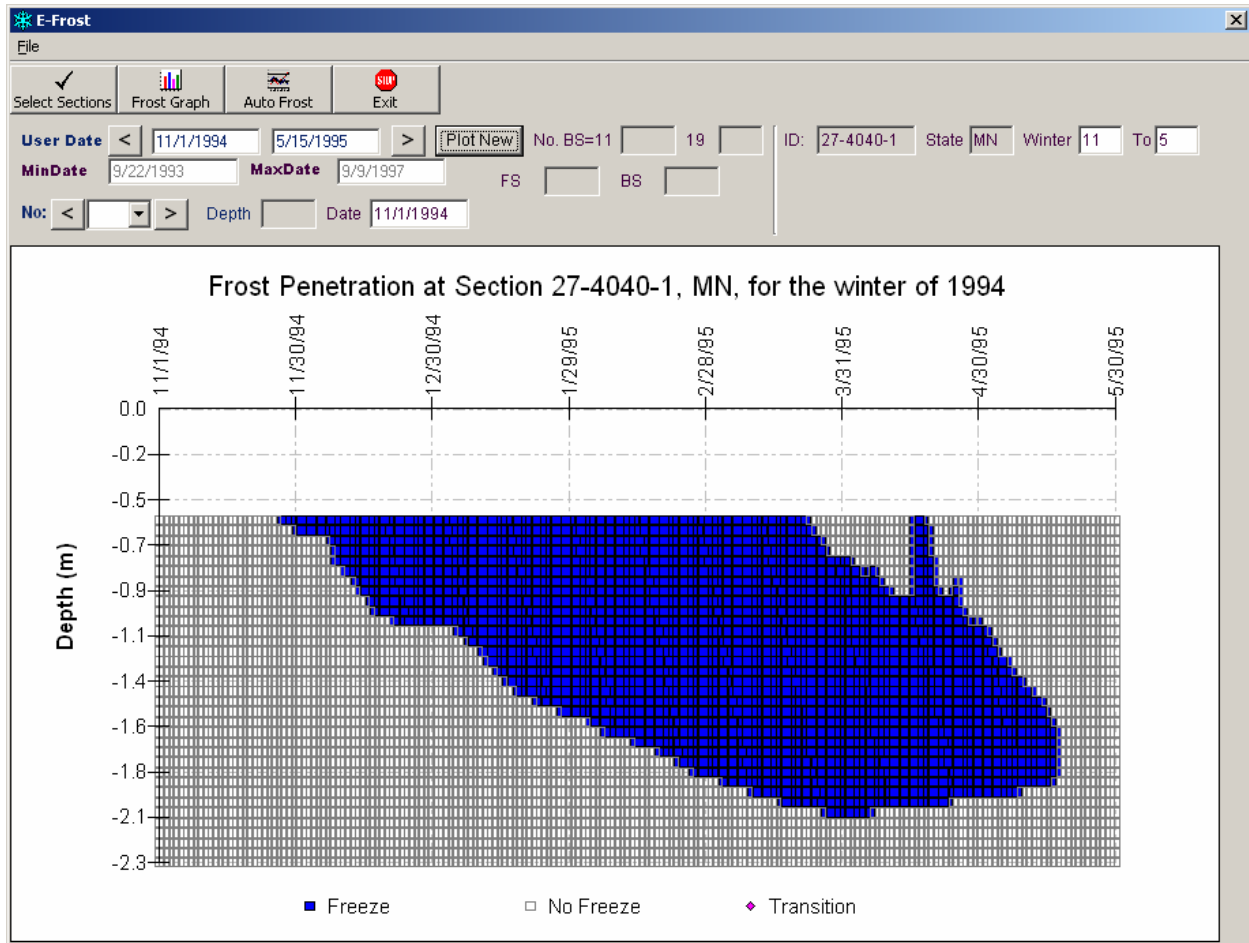 E-Frost
File
Select Sections Frost Graph Auto Frost STOP Exit
User Date < 11/1/1994 5/15/1995 > Plot New No. BS=11 19 ID: 27-4040-1 State MN Winter 11 To 5
MinDate 9/22/1993 MaxDate 9/9/1997 FS BS
No: < > Depth Date 11/1/1994
Frost Penetration at Section 27-4040-1, MN, for the winter of 1994
11/1/94 11/30/94 12/30/94 1/29/95 2/28/95 3/31/95 4/30/95 5/30/95
0.0
-0.2
-0.5
-0.7
-0.9
-1.1
-1.4
-1.6
-1.8
-2.1
-2.3
Depth (m)
Freeze No Freeze Transition